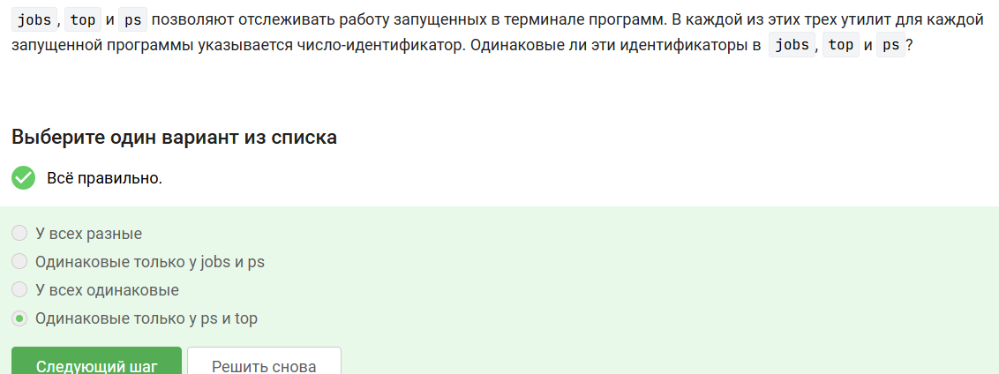 jobs, top и ps позволяют отслеживать работу запущенных в терминале программ. В каждой из этих трех утилит для каждой
запущенной программы указывается число-идентификатор. Одинаковые ли эти идентификаторы в jobs, top и ps?
Выберите один вариант из списка
Всё правильно.
У всех разные
Одинаковые только у jobs и ps
У всех одинаковые
Одинаковые только у ps и top
Следующий шаг Решить снова